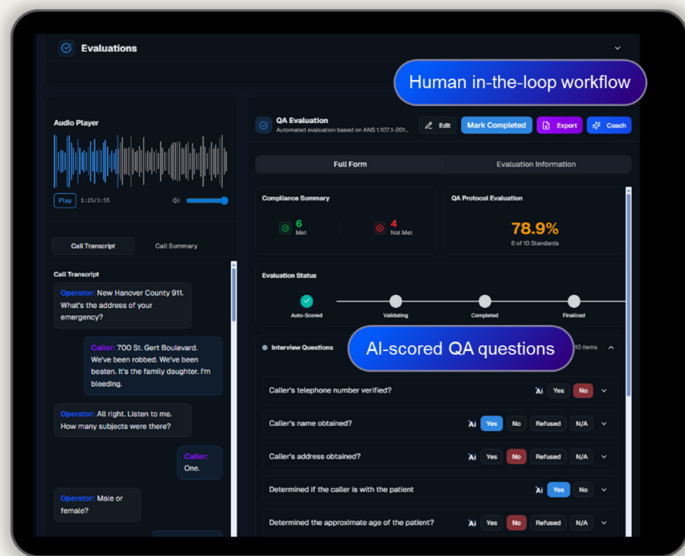 Evaluations
Human in-the-loop workflow
Audio Player
Play
1:25/3:55
Call Transcript
Call Summary
Call Transcript
Operator: New Hanover County 911.
What's the address of your
emergency?
Caller: 700 St. Gert Boulevard.
We've been robbed. We've been
beaten. It's the family daughter. I'm
bleeding.
Operator: All right. Listen to me.
How many subjects were there?
Caller:
One.
Operator: Male or
female?
QA Evaluation
Automated evaluation based on ANS 1.107.1-201...
Edit
Mark Completed
Export
Coach
Full Form
Evaluation Information
Compliance Summary
6
Met
4
Not Met
QA Protocol Evaluation
78.9%
6 of 10 Standards
Evaluation Status
Auto-Scored
Validating
Completed
Finalized
Interview Questions
AI-scored QA questions
10 items
Caller's telephone number verified?
Ai Yes No
Caller's name obtained?
Ai Yes No Refused N/A
Caller's address obtained?
Ai Yes No Refused N/A
Determined if the caller is with the patient
Ai Yes No
Determined the approximate age of the patient?
Ai Yes No Refused N/A